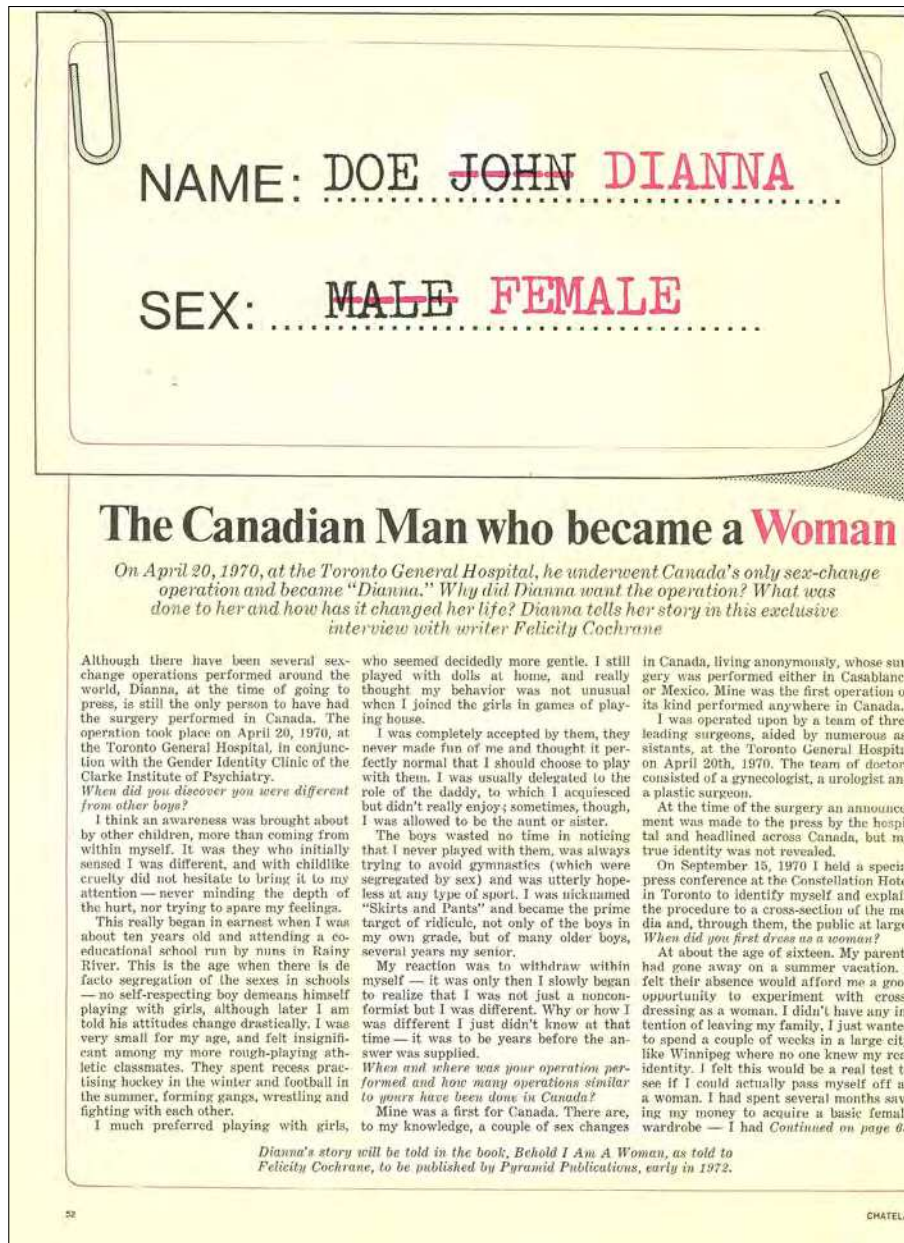 NAME: DOE JOHN DIANNA
SEX: MALE FEMALE
The Canadian Man who became a Woman
On April 20, 1970, at the Toronto General Hospital, he underwent Canada's only sex-change
operation and became "Dianna." Why did Dianna want the operation? What was
done to her and how has it changed her life? Dianna tells her story in this exclusive
interview with writer Felicity Cochrane
Although there have been several sex-
change operations performed around the
world, Dianna, at the time of going to
press, is still the only person to have had
the surgery performed in Canada. The
operation took place on April 20, 1970, at
the Toronto General Hospital, in conjunc-
tion with the Gender Identity Clinic of the
Clarke Institute of Psychiatry.
When did you discover you were different
from other boys?
I think an awareness was brought about
by other children, more than coming from
within myself. It was they who initially
sensed I was different, and with childlike
cruelty did not hesitate to bring it to my
attention — never minding the depth of
the hurt, nor trying to spare my feelings.
This really began in earnest when I was
about ten years old and attending a co-
educational school run by nuns in Rainy
River. This is the age when there is de
facto segregation of the sexes in schools
— no self-respecting boy demeans himself
playing with girls, although later I am
told his attitudes change drastically. I was
very small for my age, and felt insignifi-
cant among my more rough-playing ath-
letic classmates. They spent recess prac-
tising hockey in the winter and football in
the summer, forming gangs, wrestling and
fighting with each other.
I much preferred playing with girls,
who seemed decidedly more gentle. I still
played with dolls at home, and really
thought my behavior was not unusual
when I joined the girls in games of play-
ing house.
I was completely accepted by them, they
never made fun of me and thought it per-
fectly normal that I should choose to play
with them. I was usually delegated to the
role of the daddy, to which I acquiesced
but didn't really enjoy; sometimes, though,
I was allowed to be the aunt or sister.
The boys wasted no time in noticing
that I never played with them, was always
trying to avoid gymnastics (which were
segregated by sex) and was utterly hope-
less at any type of sport. I was nicknamed
"Skirts and Pants" and became the prime
target of ridicule, not only of the boys in
my own grade, but of many older boys,
several years my senior.
My reaction was to withdraw within
myself — it was only then I slowly began
to realize that I was not just a noncon-
formist but I was different. Why or how I
was different I just didn't know at that
time — it was to be years before the an-
swer was supplied.
When and where was your operation per-
formed and how many operations similar
to yours have been done in Canada?
Mine was a first for Canada. There are,
to my knowledge, a couple of sex changes
in Canada, living anonymously, whose sur
gery was performed either in Casablanc
or Mexico. Mine was the first operation o
its kind performed anywhere in Canada.
I was operated upon by a team of thre
leading surgeons, aided by numerous as
sistants, at the Toronto General Hospita
on April 20th, 1970. The team of doctor
consisted of a gynecologist, a urologist an
a plastic surgeon.
At the time of the surgery an announce
ment was made to the press by the hospi
tal and headlined across Canada, but m
true identity was not revealed.
On September 15, 1970 I held a specia
press conference at the Constellation Hote
in Toronto to identify myself and explai
the procedure to a cross-section of the me
dia and, through them, the public at large
When did you first dress as a woman?
At about the age of sixteen. My parent
had gone away on a summer vacation.
felt their absence would afford me a goo
opportunity to experiment with cross
dressing as a woman. I didn't have any in
tention of leaving my family, I just wante
to spend a couple of weeks in a large cit
like Winnipeg where no one knew my rea
identity. I felt this would be a real test t
see if I could actually pass myself off a
a woman. I had spent several months sav
ing my money to acquire a basic femal
wardrobe — I had Continued on page 6
Dianna's story will be told in the book, Behold I Am A Woman, as told to
Felicity Cochrane, to be published by Pyramid Publications, early in 1972.
52
CHATELA